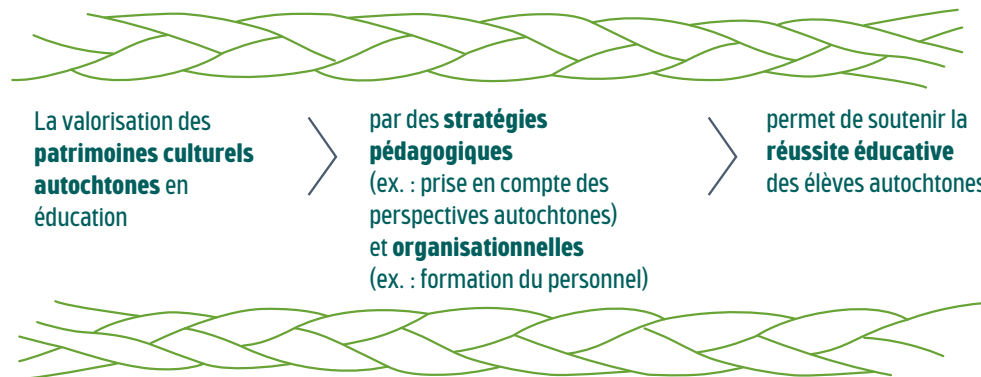 La valorisation des
patrimoines culturels
autochtones en
éducation
par des stratégies
pédagogiques
(ex. : prise en compte des
perspectives autochtones)
et organisationnelles
(ex. : formation du personnel)
permet de soutenir la
réussite éducative
des élèves autochtones